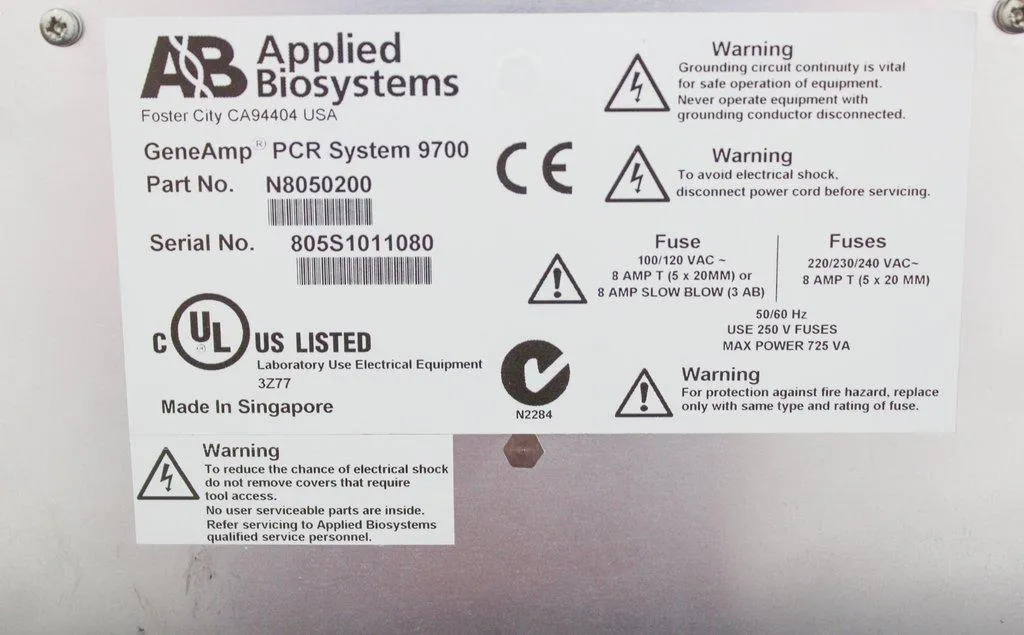 AB Applied
Biosystems
Foster City CA94404 USA
GeneAmp® PCR System 9700
Part No. N8050200
Serial No. 805S1011080
C UL ® US LISTED
Laboratory Use Electrical Equipment
3Z77
Made In Singapore
CE
Warning
Grounding circuit continuity is vital
for safe operation of equipment.
Never operate equipment with
grounding conductor disconnected.
Warning
To avoid electrical shock,
disconnect power cord before servicing.
Fuse
100/120 VAC ~
8 AMP T (5 x 20MM) or
8 AMP SLOW BLOW (3 AB)
Fuses
220/230/240 VAC~
8 AMP T (5 x 20 MM)
50/60 Hz
USE 250 V FUSES
MAX POWER 725 VA
N2284
Warning
For protection against fire hazard, replace
only with same type and rating of fuse.
Warning
To reduce the chance of electrical shock
do not remove covers that require
tool access.
No user serviceable parts are inside.
Refer servicing to Applied Biosystems
qualified service personnel.